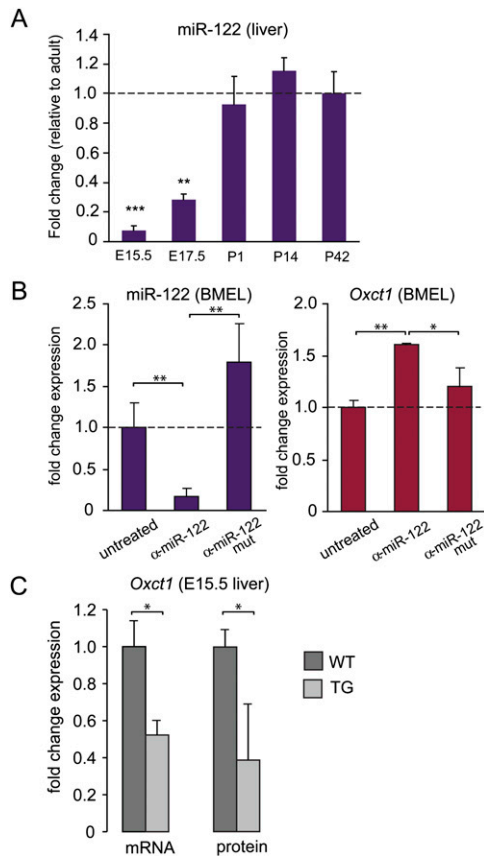 A
miR-122 (liver)
Fold change (relative to adult)
1.4
1.2
1.0
0.8
0.6
0.4
0.2
0
***
**
E15.5 E17.5 P1 P14 P42
B
miR-122 (BMEL)
fold change expression
2.5
2.0
1.5
1.0
0.5
0
**
**
untreated
α-miR-122
α-miR-122
mut
Oxct1 (BMEL)
fold change expression
2.0
1.5
1.0
0.5
0
**
*
untreated
α-miR-122
α-miR-122
mut
C
Oxct1 (E15.5 liver)
fold change expression
1.2
1.0
0.8
0.6
0.4
0.2
0
*
*
mRNA protein
WT
TG